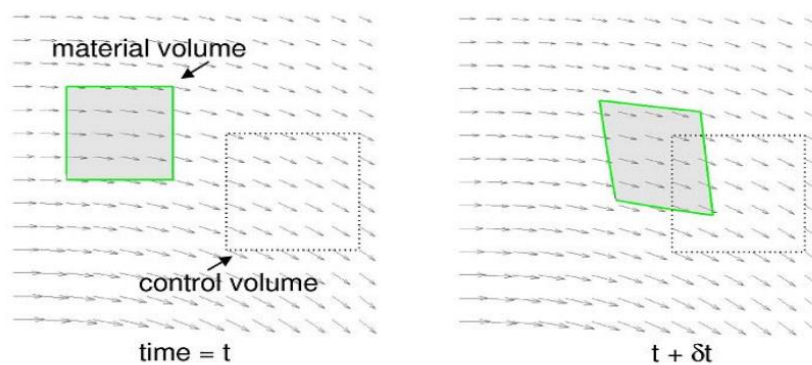 material volume
control volume
time = t
t + δt